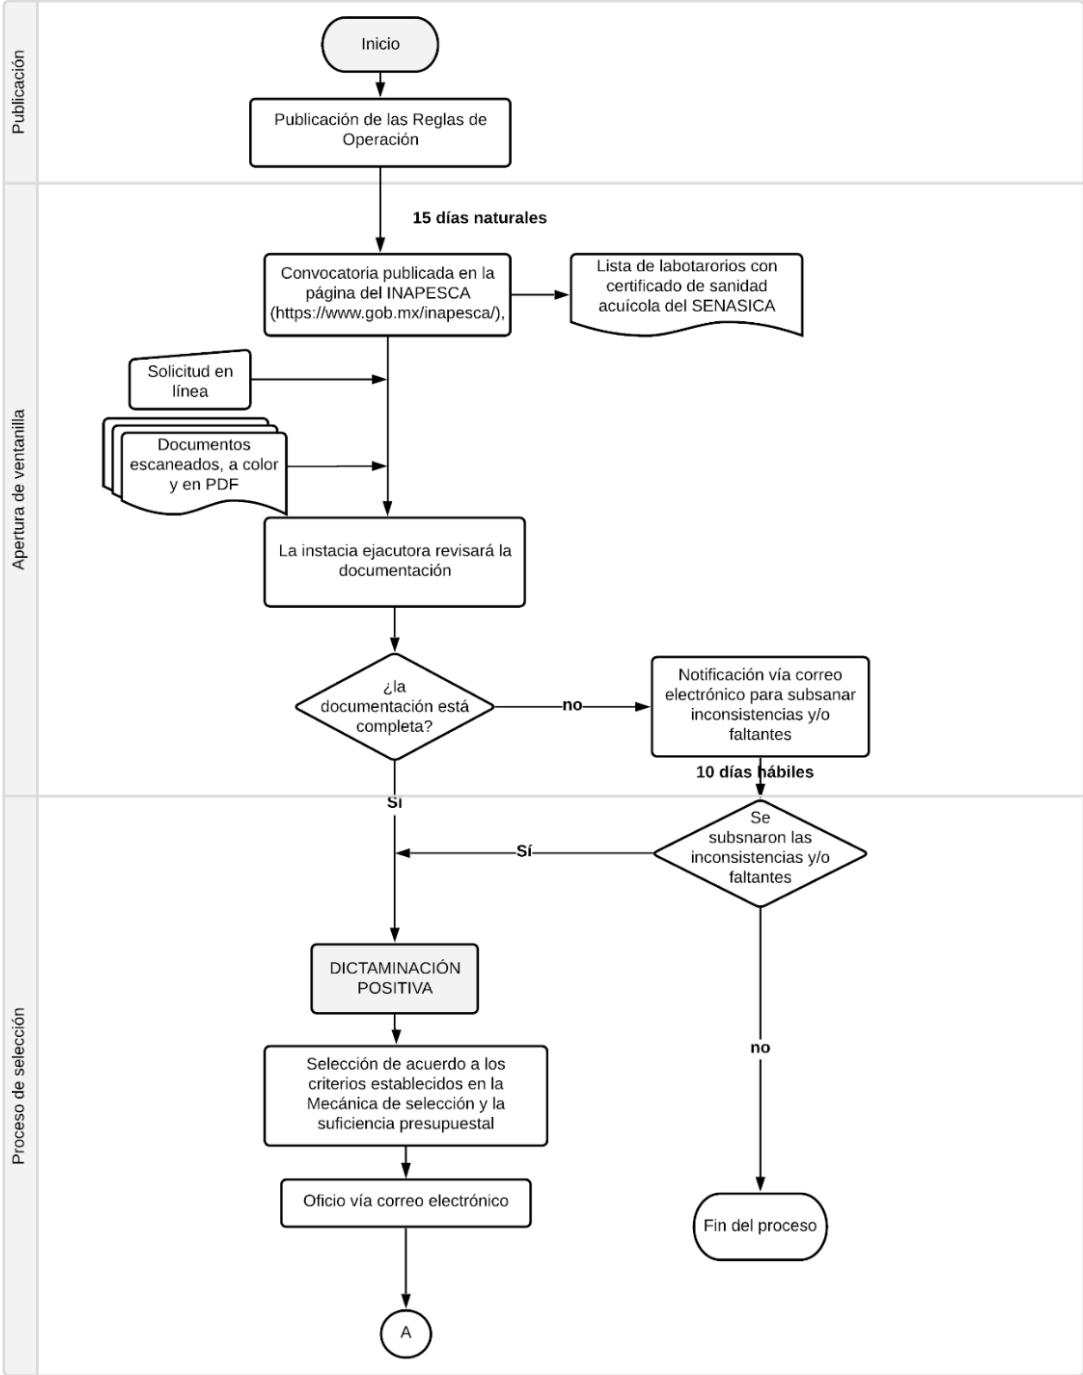 Publicación
Inicio
Publicación de las Reglas de
Operación
Apertura de ventanilla
15 días naturales
Convocatoria publicada en la
página del INAPESCA
(https://www.gob.mx/inapesca/),
Lista de labotarorios con
certificado de sanidad
acuícola del SENASICA
Solicitud en
línea
Documentos
escaneados, a color
y en PDF
La instacia ejacutora revisará la
documentación
¿la
documentación está
completa?
no
Notificación vía correo
electrónico para subsanar
inconsistencias y/o
faltantes
10 días hábiles
Proceso de selección
Sí
Se
subsnaron las
inconsistencias y/o
faltantes
Sí
DICTAMINACIÓN
POSITIVA
no
Selección de acuerdo a los
criterios establecidos en la
Mecánica de selección y la
suficiencia presupuestal
Oficio vía correo electrónico
Fin del proceso
A